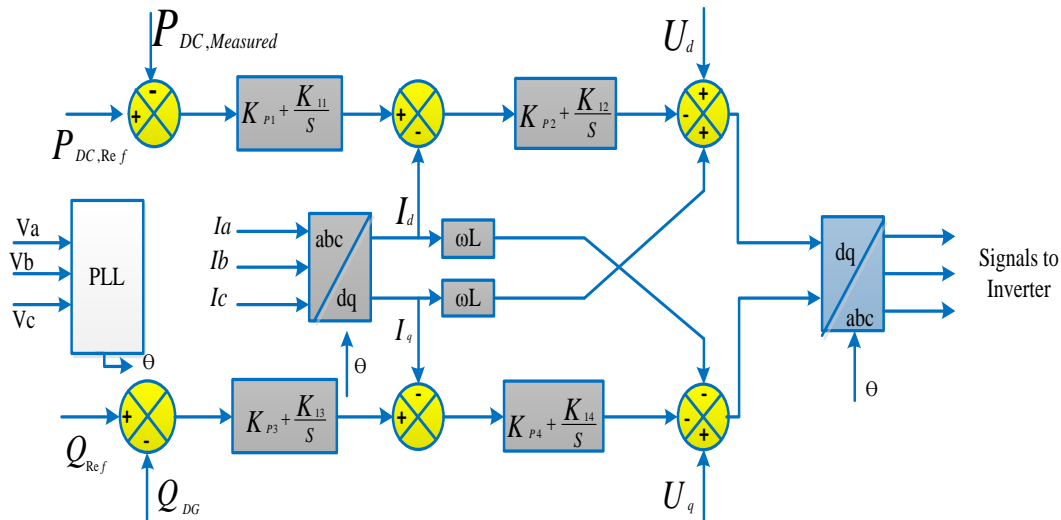 P DC,Measured
U d
-
+
K P1 + K 11 / S
+
-
K P2 + K 12 / S
+
-
+
P DC,Ref
Va
Vb
Vc
PLL
θ
Ia
Ib
Ic
abc
dq
θ
I d
ωL
ωL
I q
dq
abc
θ
Signals to
Inverter
+
-
K P3 + K 13 / S
-
+
K P4 + K 14 / S
-
-
+
Q Ref
Q DG
U q